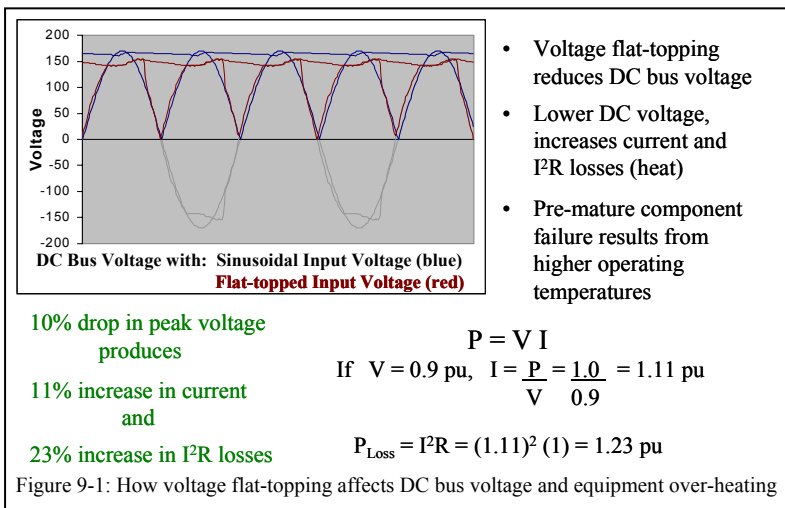 200
150
100
50
0
-50
-100
-150
-200
Voltage
DC Bus Voltage with: Sinusoidal Input Voltage (blue)
Flat-topped Input Voltage (red)
• Voltage flat-topping
reduces DC bus voltage
• Lower DC voltage,
increases current and
I²R losses (heat)
• Pre-mature component
failure results from
higher operating
temperatures
10% drop in peak voltage
produces
11% increase in current
and
23% increase in I²R losses
P = V I
If V = 0.9 pu, I = P/V = 1.0/0.9 = 1.11 pu
P_Loss = I²R = (1.11)² (1) = 1.23 pu
Figure 9-1: How voltage flat-topping affects DC bus voltage and equipment over-heating